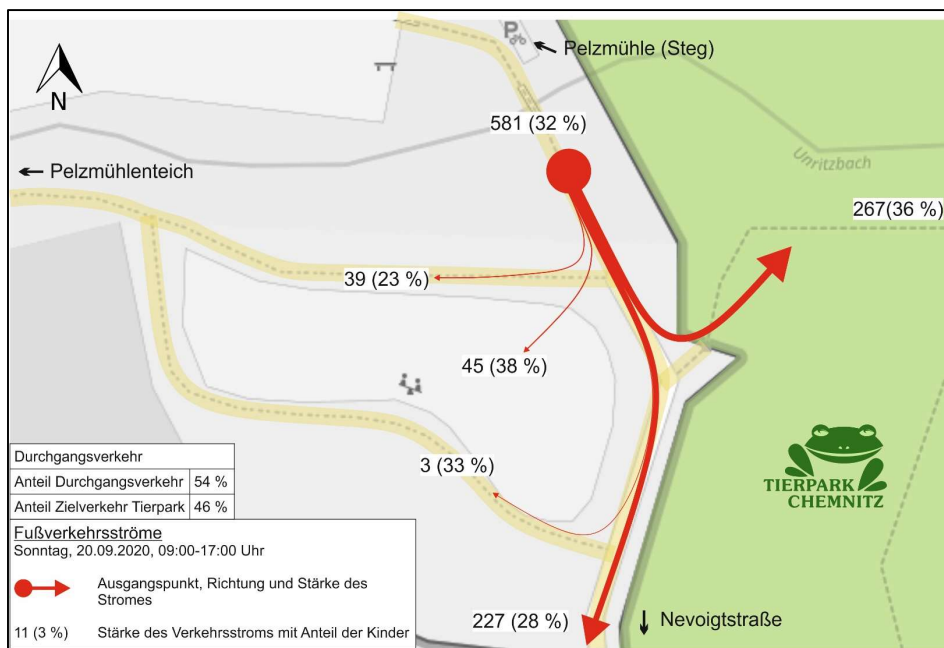 P
Pelzmühle (Steg)
N
581 (32 %)
Pelzmühlenteich
Unritzbach
267(36 %)
39 (23 %)
45 (38 %)
3 (33 %)
TIERPARK
CHEMNITZ
Durchgangsverkehr
Anteil Durchgangsverkehr 54 %
Anteil Zielverkehr Tierpark 46 %
Fußverkehrsströme
Sonntag, 20.09.2020, 09:00-17:00 Uhr
Ausgangspunkt, Richtung und Stärke des
Stromes
11 (3 %) Stärke des Verkehrsstroms mit Anteil der Kinder
227 (28 %)
Nevoigtstraße